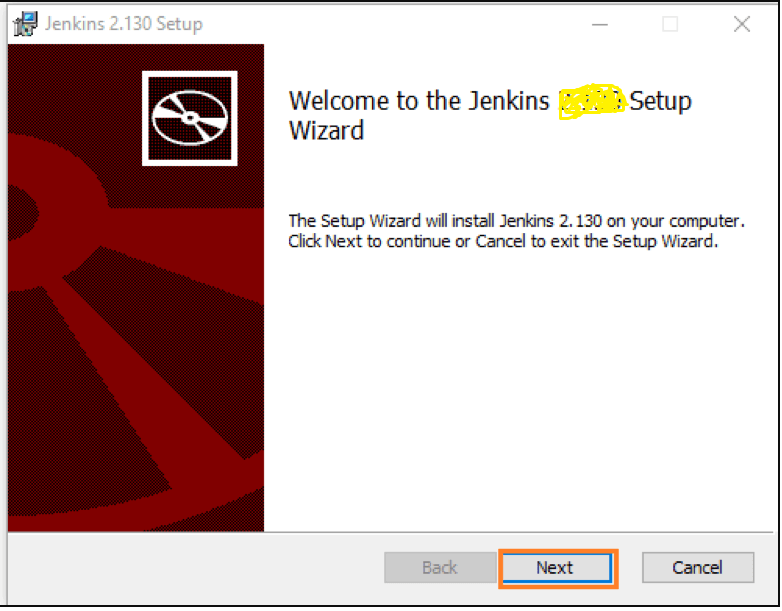 Jenkins 2.130 Setup
Welcome to the Jenkins Setup
Wizard
The Setup Wizard will install Jenkins 2.130 on your computer.
Click Next to continue or Cancel to exit the Setup Wizard.
Back
Next
Cancel